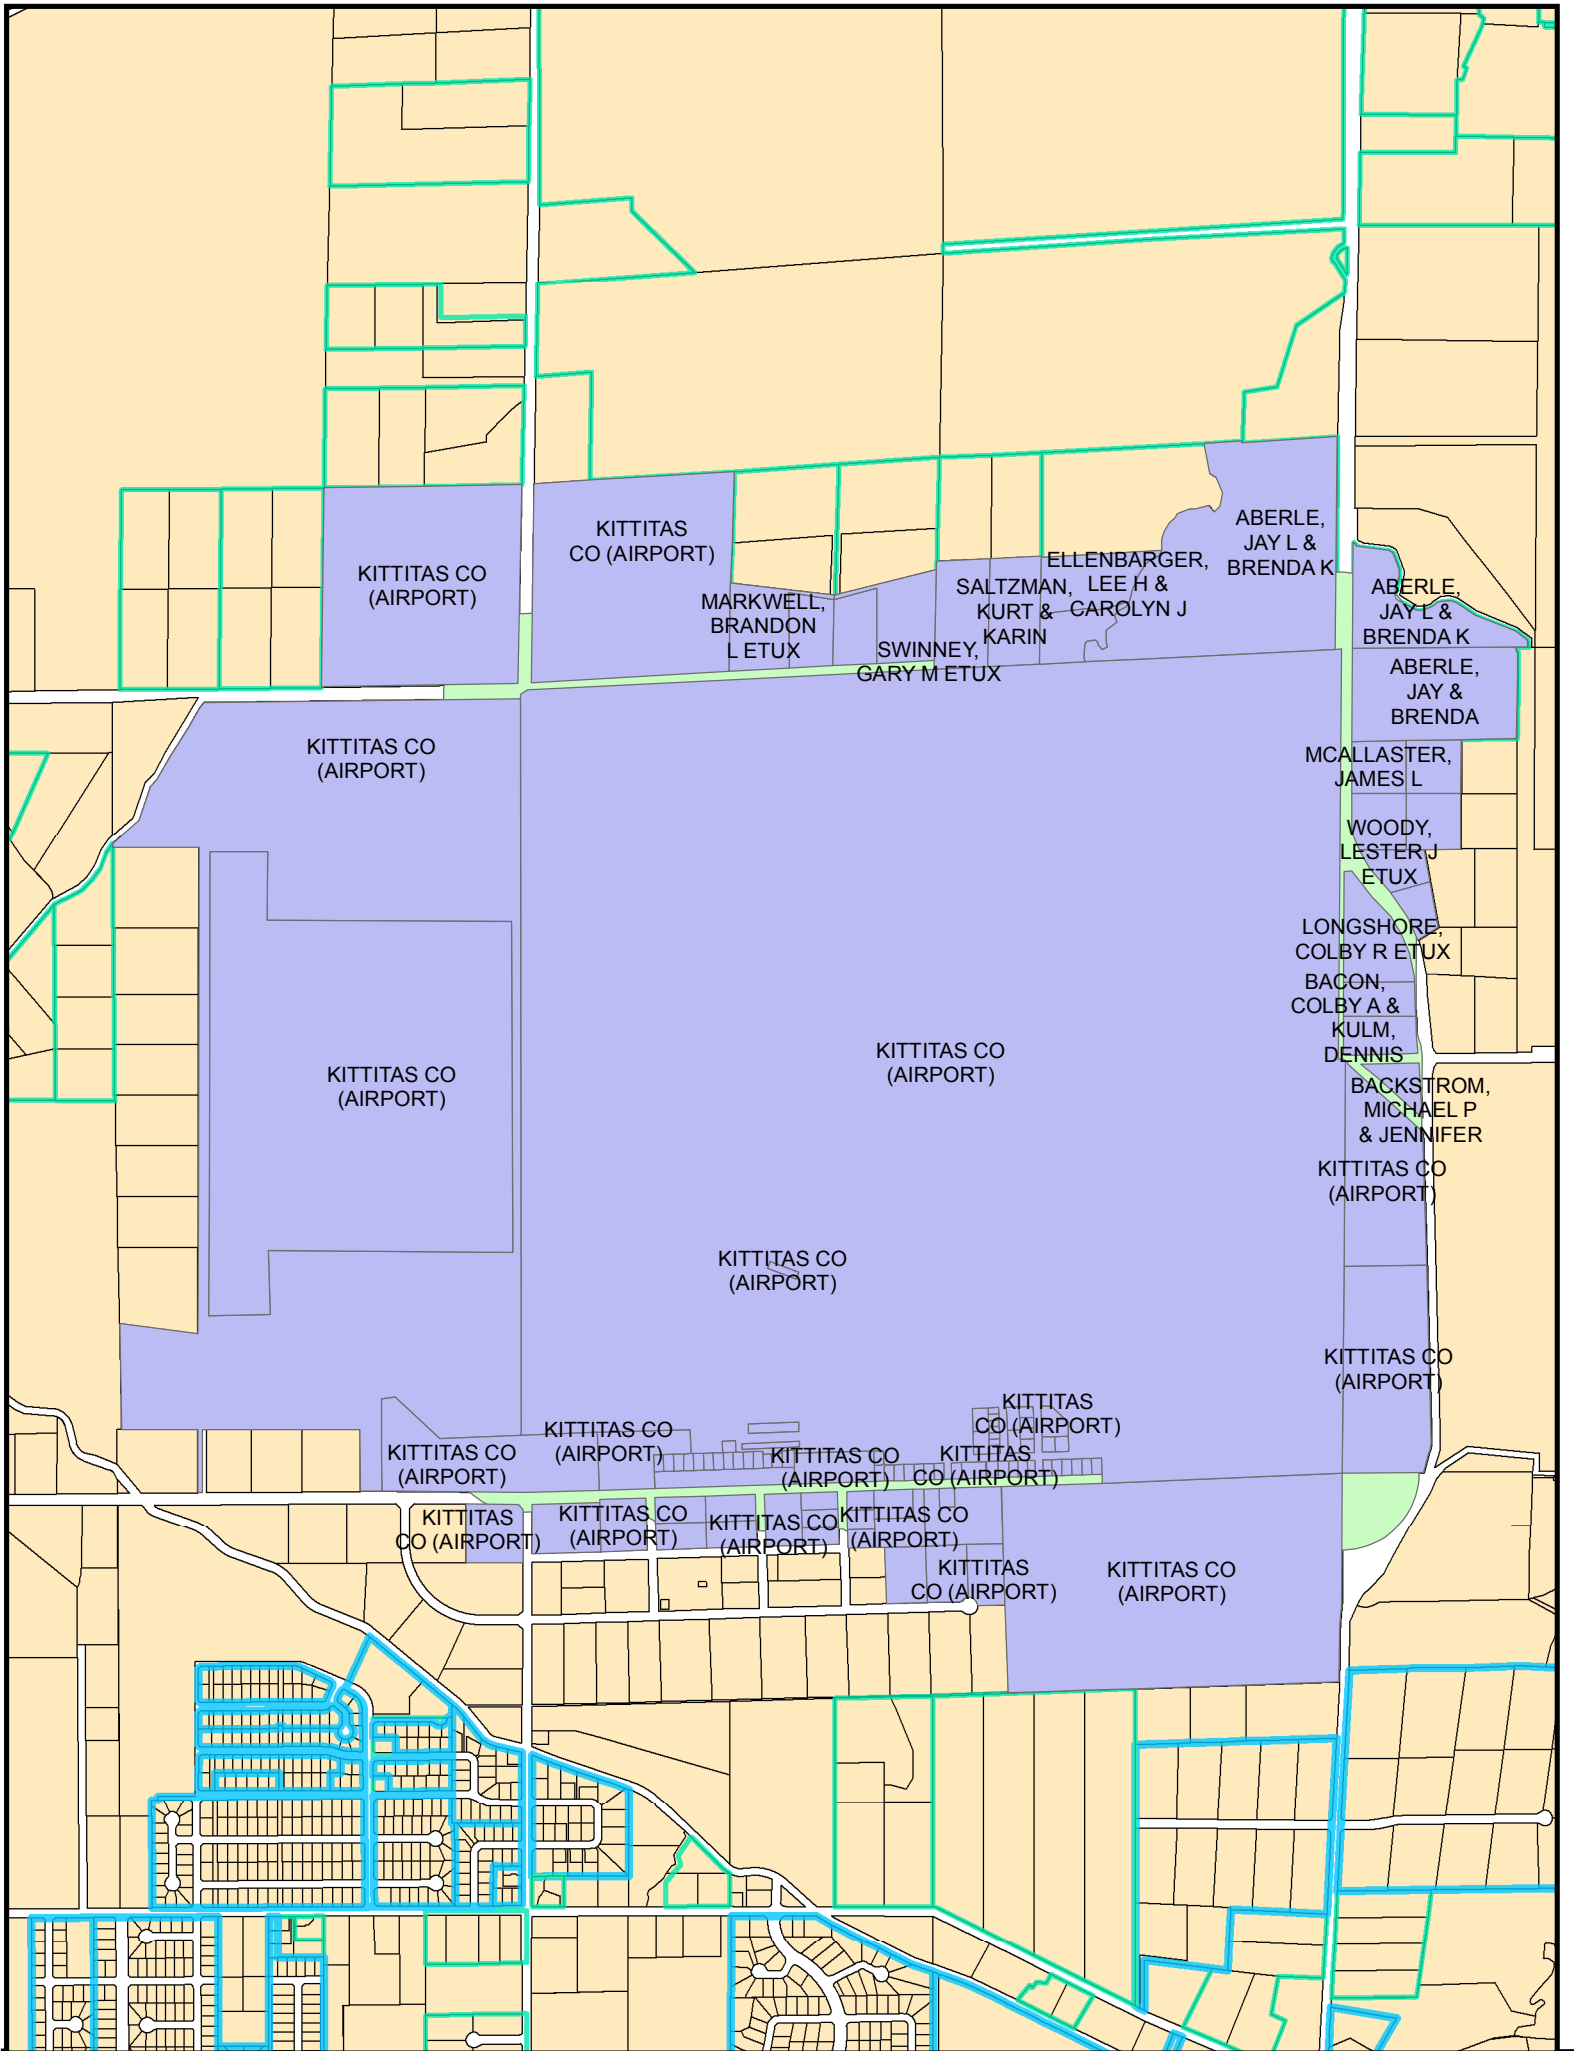 KITTITAS
CO (AIRPORT)
KITTITAS CO
(AIRPORT)
ABERLE,
JAY L &
BRENDA K
ELLENBARGER,
LEE H &
CAROLYN J
SALTZMAN,
KURT &
KARIN
MARKWELL,
BRANDON
L ETUX
SWINNEY,
GARY M ETUX
ABERLE,
JAY L &
BRENDA K
ABERLE,
JAY &
BRENDA
KITTITAS CO
(AIRPORT)
MCALLASTER,
JAMES L
WOODY,
LESTER J
ETUX
LONGSHORE,
COLBY R ETUX
BACON,
COLBY A &
KULM,
DENNIS
KITTITAS CO
(AIRPORT)
KITTITAS CO
(AIRPORT)
BACKSTROM,
MICHAEL P
& JENNIFER
KITTITAS CO
(AIRPORT)
KITTITAS CO
(AIRPORT)
KITTITAS CO
(AIRPORT)
KITTITAS
CO (AIRPORT)
KITTITAS CO
(AIRPORT)
KITTITAS CO
(AIRPORT)
KITTITAS CO
(AIRPORT)
KITTITAS
CO (AIRPORT)
KITTITAS
CO (AIRPORT)
KITTITAS CO
(AIRPORT)
KITTITAS CO
(AIRPORT)
KITTITAS CO
(AIRPORT)
KITTITAS
CO (AIRPORT)
KITTITAS CO
(AIRPORT)